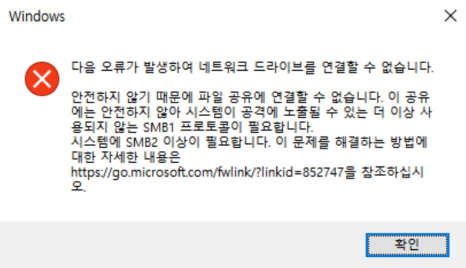 Windows
다음 오류가 발생하여 네트워크 드라이브를 연결할 수 없습니다.
안전하지 않기 때문에 파일 공유에 연결할 수 없습니다. 이 공유
에는 안전하지 않아 시스템이 공격에 노출될 수 있는 더 이상 사
용되지 않는 SMB1 프로토콜이 필요합니다.
시스템에 SMB2 이상이 필요합니다. 이 문제를 해결하는 방법에
대한 자세한 내용은
https://go.microsoft.com/fwlink/?linkid=852747을 참조하십시
오.
확인